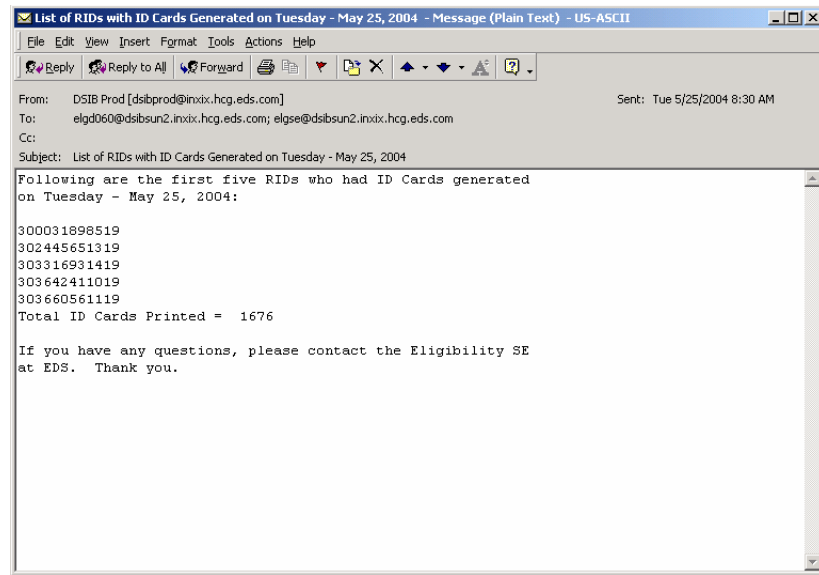 List of RIDs with ID Cards Generated on Tuesday - May 25, 2004 - Message (Plain Text) - US-ASCII
File Edit View Insert Format Tools Actions Help
Reply Reply to All Forward
From: DSIB Prod [dsibprod@inxix.hcg.eds.com] Sent: Tue 5/25/2004 8:30 AM
To: elgd060@dsibsun2.inxix.hcg.eds.com; elgse@dsibsun2.inxix.hcg.eds.com
Cc:
Subject: List of RIDs with ID Cards Generated on Tuesday - May 25, 2004
Following are the first five RIDs who had ID Cards generated
on Tuesday - May 25, 2004:
300031898519
302445651319
303316931419
303642411019
303660561119
Total ID Cards Printed = 1676
If you have any questions, please contact the Eligibility SE
at EDS. Thank you.